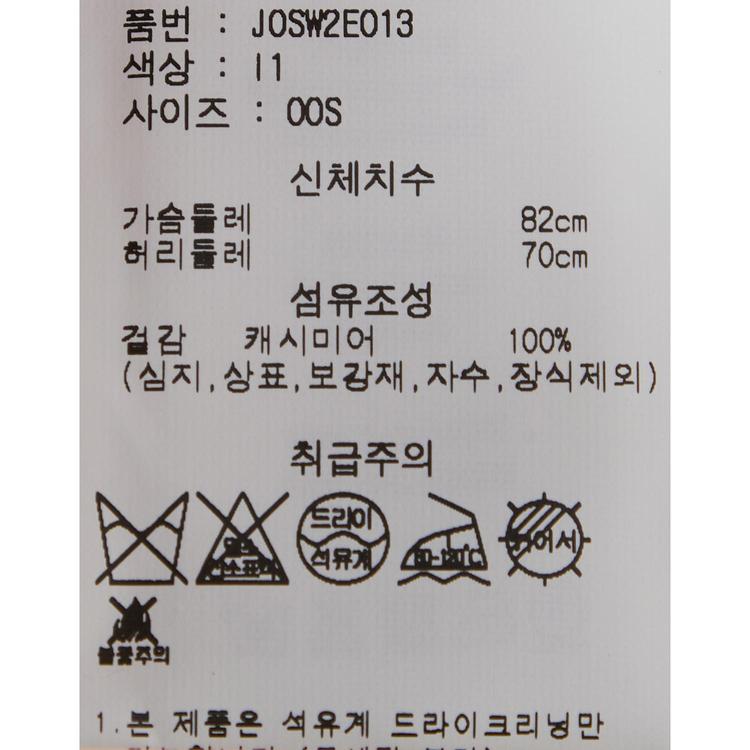 품번 : JOSW2E013
색상 : I1
사이즈 : 00S
신체치수
가슴둘레 82cm
허리둘레 70cm
섬유조성
겉감 캐시미어 100%
(심지,상표,보강재,자수,장식제외)
취급주의
드라이
석유계
80-120℃
뉘어서
불꽃주의
1.본 제품은 석유계 드라이크리닝만